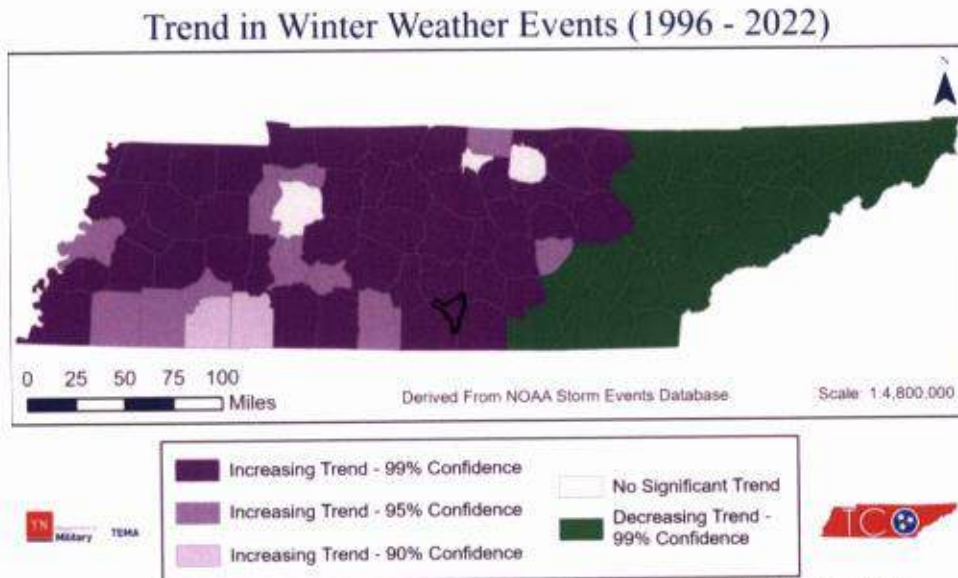 Trend in Winter Weather Events (1996 - 2022)
N
0 25 50 75 100
Miles
Derived From NOAA Storm Events Database
Scale: 1:4,800,000
Increasing Trend - 99% Confidence
Increasing Trend - 95% Confidence
Increasing Trend - 90% Confidence
No Significant Trend
Decreasing Trend -
99% Confidence
TN
Military
TEMA
TC